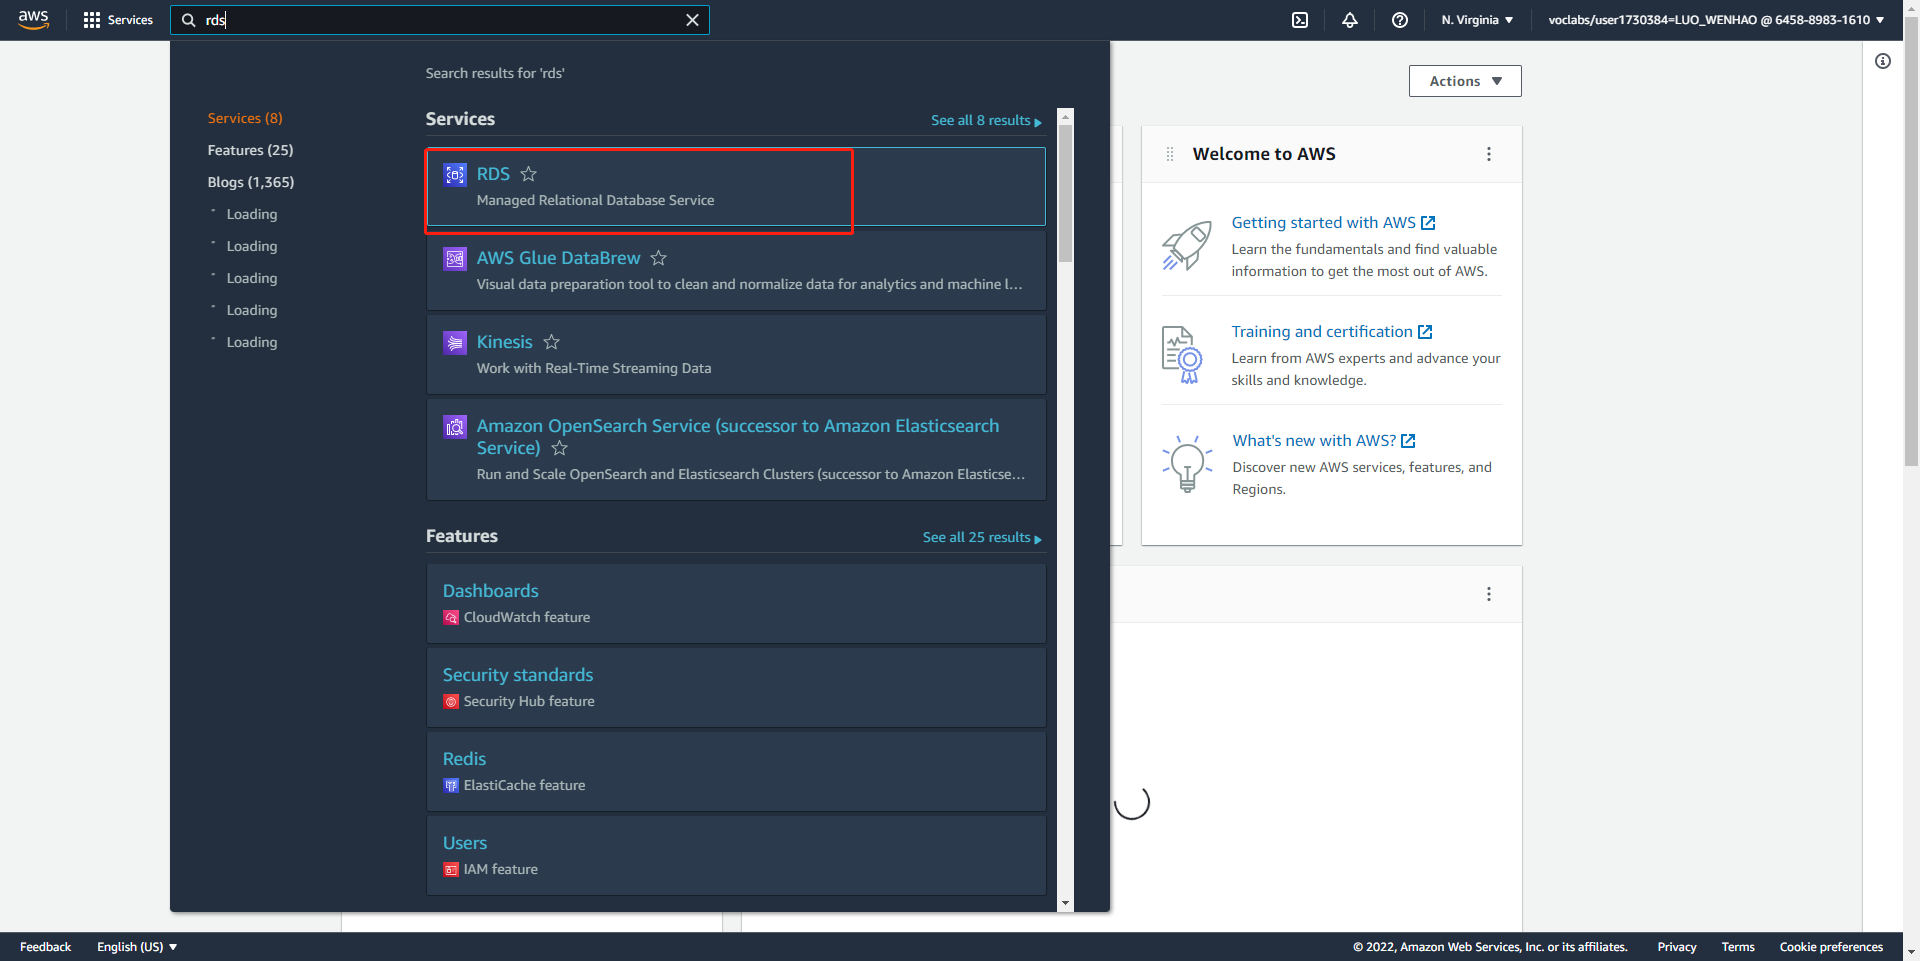 aws
Services
rds
N. Virginia
voclabs/user1730384=LUO_WENHAO @ 6458-8983-1610
Search results for 'rds'
Services (8)
Features (25)
Blogs (1,365)
Loading
Loading
Loading
Loading
Loading
Services
See all 8 results
RDS
Managed Relational Database Service
AWS Glue DataBrew
Visual data preparation tool to clean and normalize data for analytics and machine l...
Kinesis
Work with Real-Time Streaming Data
Amazon OpenSearch Service (successor to Amazon Elasticsearch
Service)
Run and Scale OpenSearch and Elasticsearch Clusters (successor to Amazon Elasticse...
Features
See all 25 results
Dashboards
CloudWatch feature
Security standards
Security Hub feature
Redis
ElastiCache feature
Users
IAM feature
Actions
Welcome to AWS
Getting started with AWS
Learn the fundamentals and find valuable
information to get the most out of AWS.
Training and certification
Learn from AWS experts and advance your
skills and knowledge.
What's new with AWS?
Discover new AWS services, features, and
Regions.
Feedback
English (US)
© 2022, Amazon Web Services, Inc. or its affiliates.
Privacy
Terms
Cookie preferences